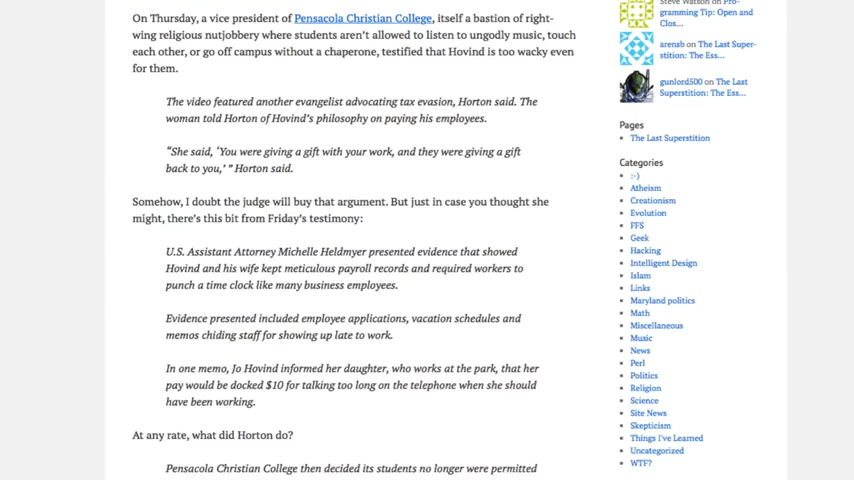 On Thursday, a vice president of Pensacola Christian College, itself a bastion of right-
wing religious nutjobbery where students aren't allowed to listen to ungodly music, touch
each other, or go off campus without a chaperone, testified that Hovind is too wacky even
for them.
The video featured another evangelist advocating tax evasion, Horton said. The
woman told Horton of Hovind's philosophy on paying his employees.
"She said, 'You were giving a gift with your work, and they were giving a gift
back to you,' " Horton said.
Somehow, I doubt the judge will buy that argument. But just in case you thought she
might, there's this bit from Friday's testimony:
U.S. Assistant Attorney Michelle Heldmyer presented evidence that showed
Hovind and his wife kept meticulous payroll records and required workers to
punch a time clock like many business employees.
Evidence presented included employee applications, vacation schedules and
memos chiding staff for showing up late to work.
In one memo, Jo Hovind informed her daughter, who works at the park, that her
pay would be docked $10 for talking too long on the telephone when she should
have been working.
At any rate, what did Horton do?
Pensacola Christian College then decided its students no longer were permitted
Steve Watson on Pro-
gramming Tip: Open and
Clos...
arenab on The Last Super-
stition: The Ess...
gunlord500 on The Last
Superstition: The Ess...
Pages
The Last Superstition
Categories
:-)
Atheism
Creationism
Evolution
FFS
Geek
Hacking
Intelligent Design
Islam
Links
Maryland politics
Math
Miscellaneous
Music
News
Perl
Politics
Religion
Science
Site News
Skepticism
Things I've Learned
Uncategorized
WTF?